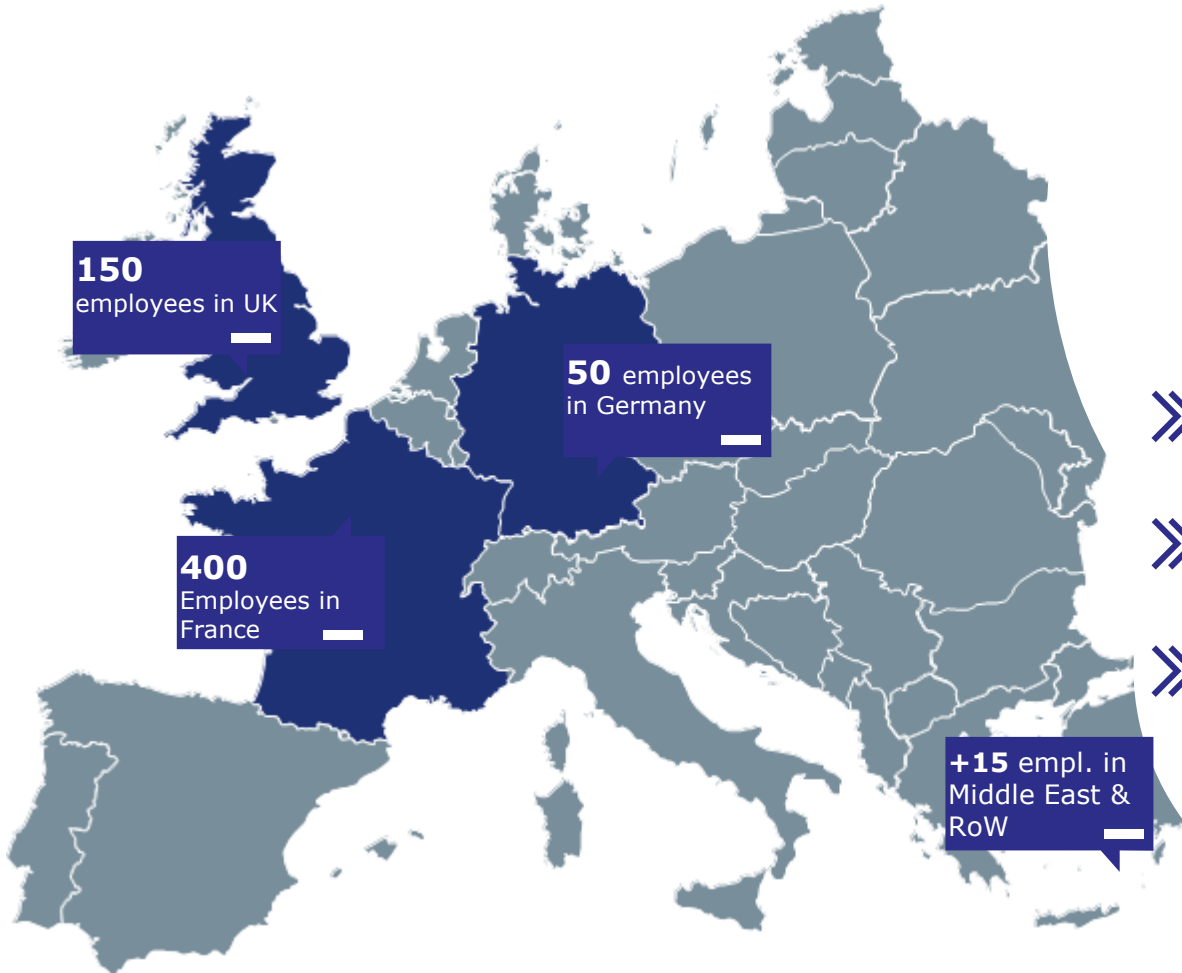 150
employees in UK
50 employees
in Germany
400
Employees in
France
+15 empl. in
Middle East &
RoW